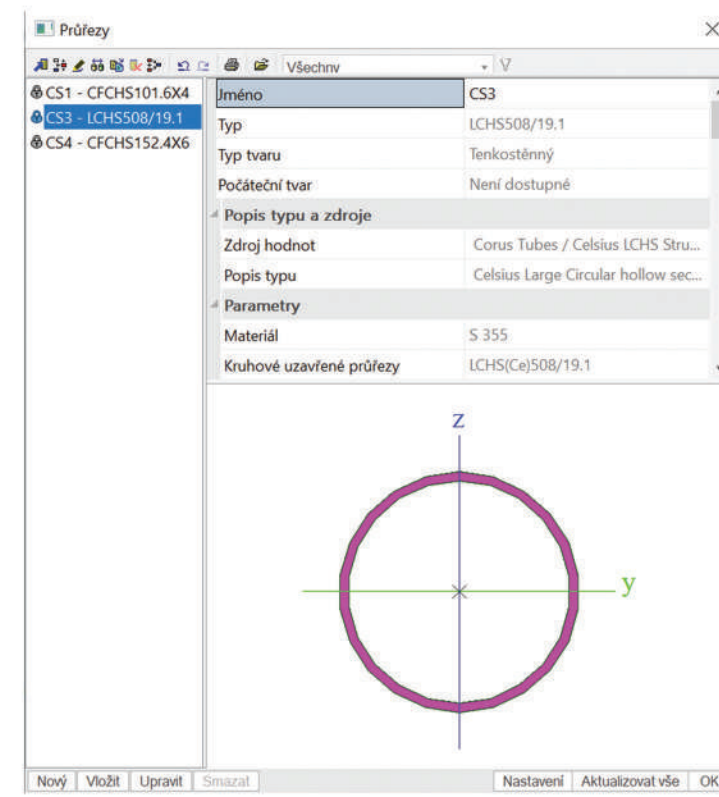 Průřezy
Všechny
CS1 - CFCHS101.6X4
CS3 - LCHS508/19.1
CS4 - CFCHS152.4X6
Jméno CS3
Typ LCHS508/19.1
Typ tvaru Tenkostěnný
Počáteční tvar Není dostupné
Popis typu a zdroje
Zdroj hodnot Corus Tubes / Celsius LCHS Stru...
Popis typu Celsius Large Circular hollow sec...
Parametry
Materiál S 355
Kruhové uzavřené průřezy LCHS(Ce)508/19.1
z
y
Nový Vložit Upravit Smazat Nastavení Aktualizovat vše OK